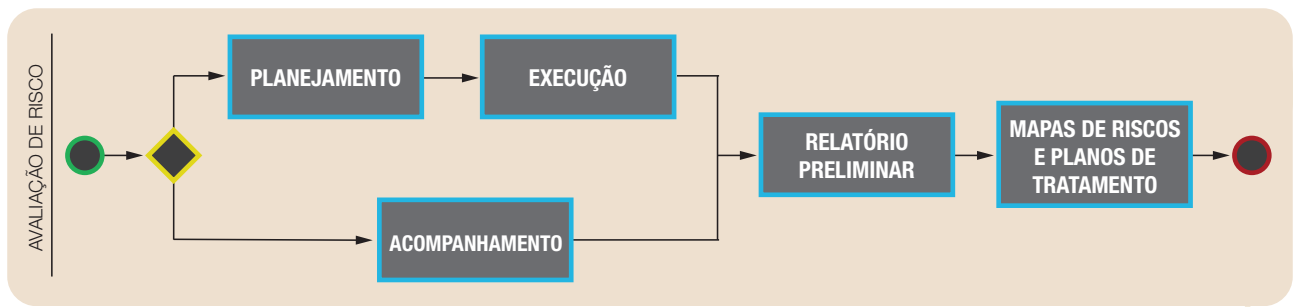 AVALIAÇÃO DE RISCO
PLANEJAMENTO
EXECUÇÃO
ACOMPANHAMENTO
RELATÓRIO
PRELIMINAR
MAPAS DE RISCOS
E PLANOS DE
TRATAMENTO